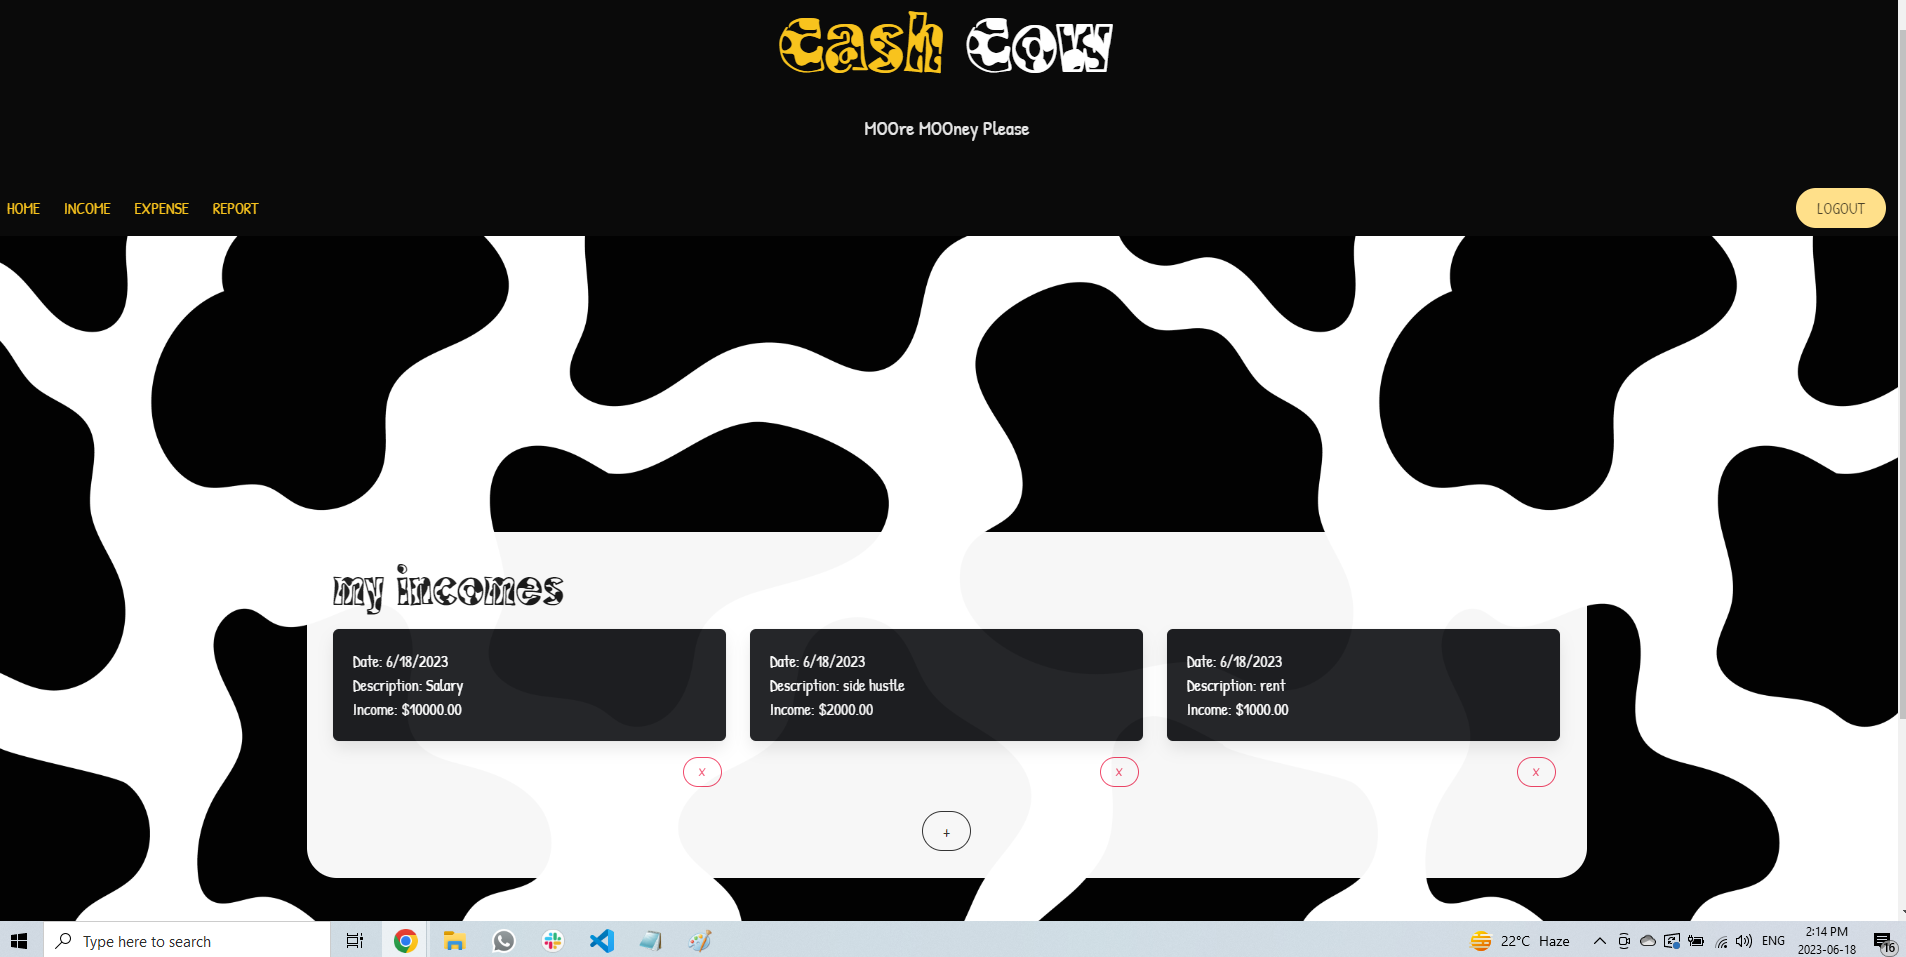 Cash Cow
MOOre MOOney Please
HOME INCOME EXPENSE REPORT LOGOUT
my incomes
Date: 6/18/2023
Description: Salary
Income: $10000.00
X
Date: 6/18/2023
Description: side hustle
Income: $2000.00
X
Date: 6/18/2023
Description: rent
Income: $1000.00
X
+
Type here to search
22°C Haze
ENG
2:14 PM
2023-06-18
16